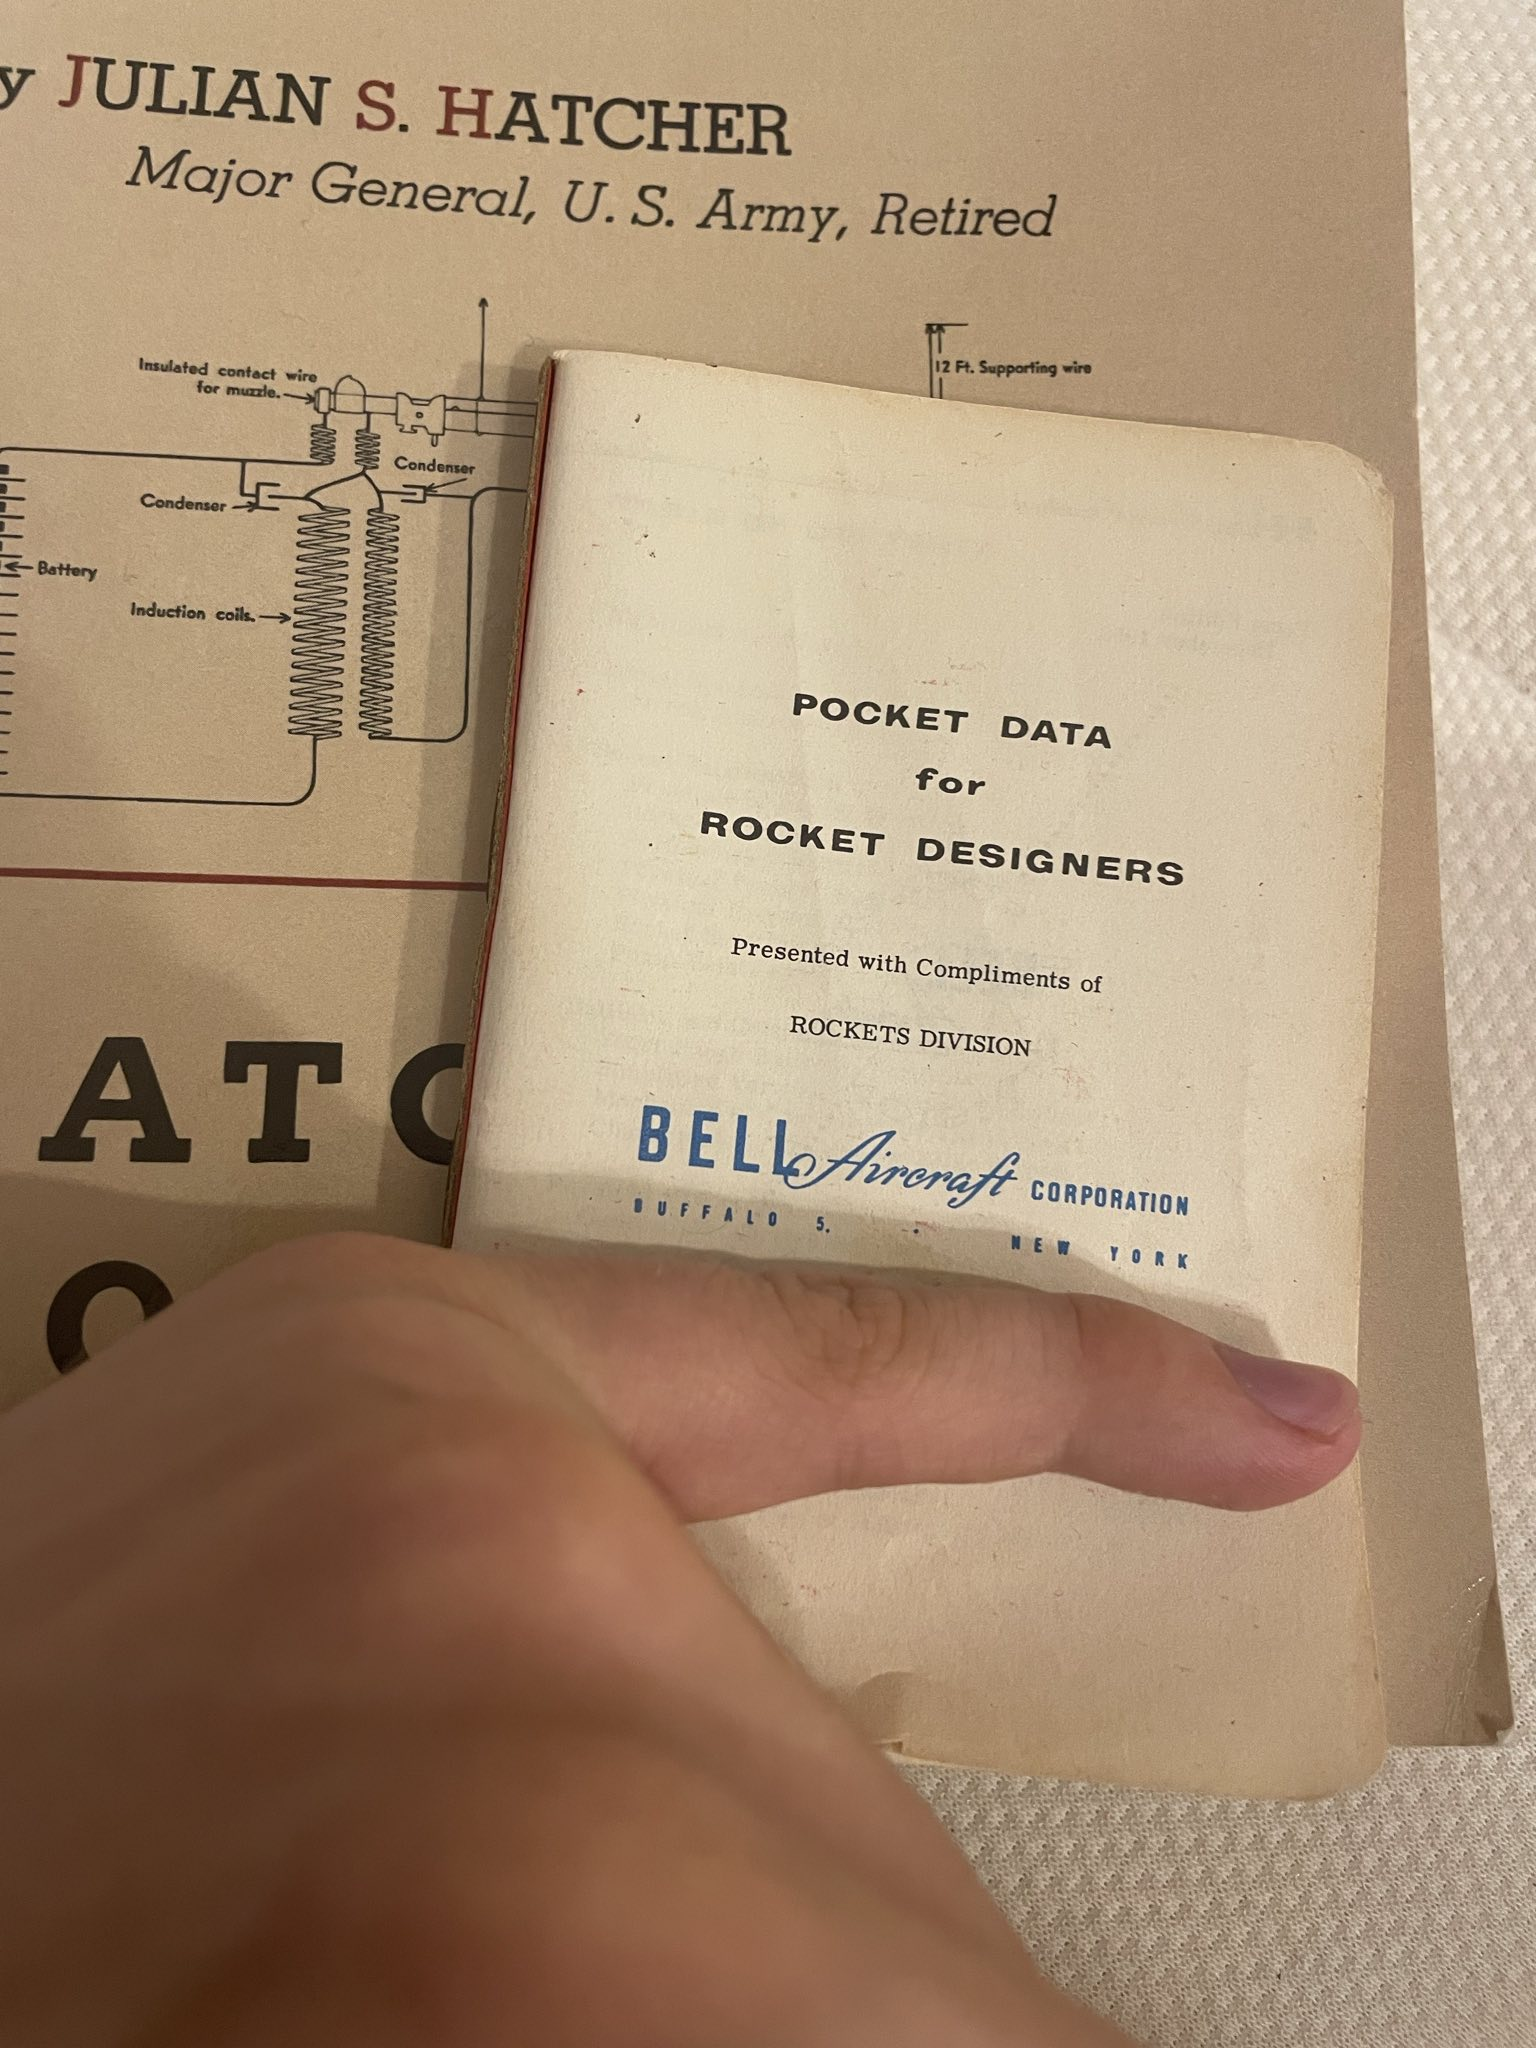 y JULIAN S. HATCHER
Major General, U. S. Army, Retired
Insulated contact wire
for muzzle.
12 Ft. Supporting wire
Condenser
Condenser
Battery
Induction coils.
POCKET DATA
for
ROCKET DESIGNERS
Presented with Compliments of
ROCKETS DIVISION
BELL Aircraft CORPORATION
BUFFALO 5, • NEW YORK
ATC
O